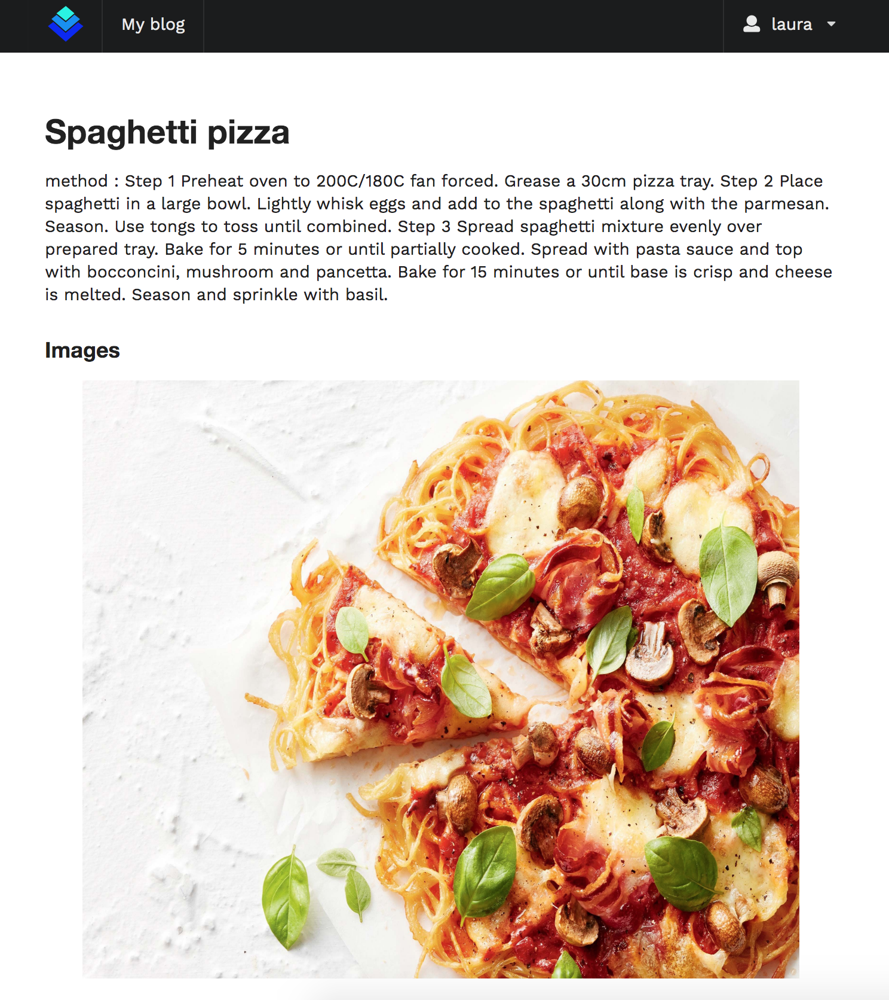 My blog
laura
Spaghetti pizza
method : Step 1 Preheat oven to 200C/180C fan forced. Grease a 30cm pizza tray. Step 2 Place
spaghetti in a large bowl. Lightly whisk eggs and add to the spaghetti along with the parmesan.
Season. Use tongs to toss until combined. Step 3 Spread spaghetti mixture evenly over
prepared tray. Bake for 5 minutes or until partially cooked. Spread with pasta sauce and top
with bocconcini, mushroom and pancetta. Bake for 15 minutes or until base is crisp and cheese
is melted. Season and sprinkle with basil.
Images